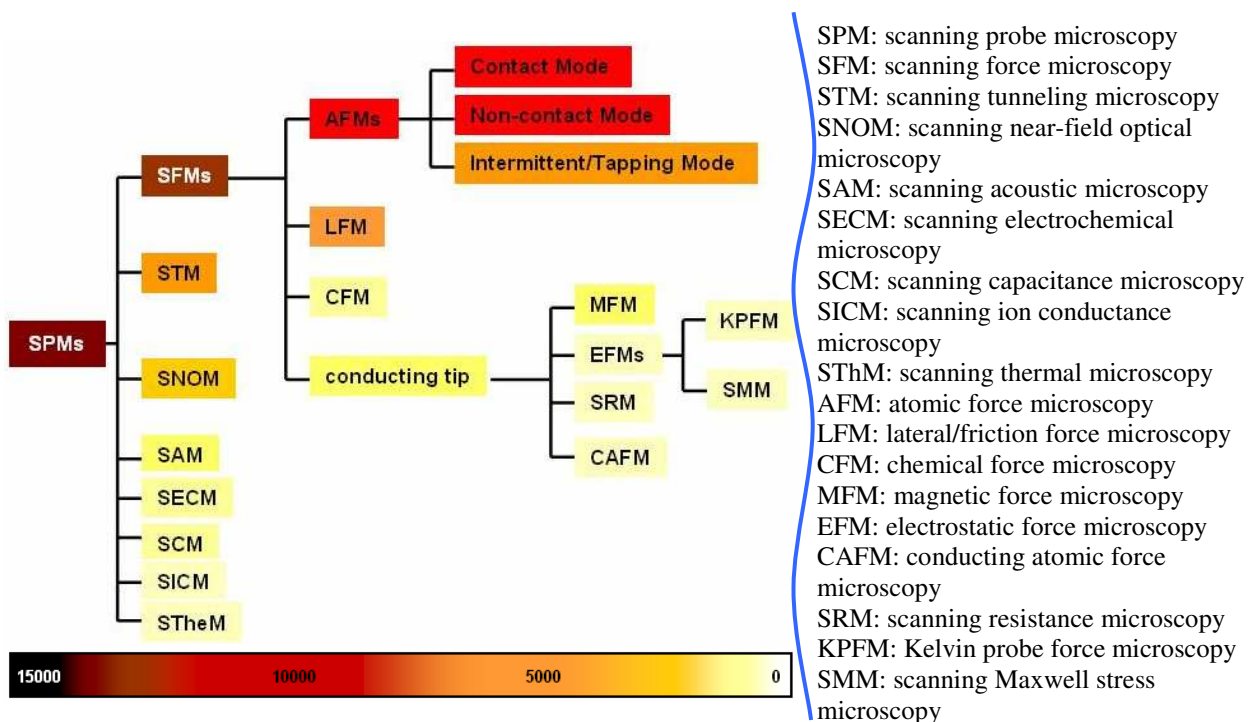 SPMs
SFMs
STM
SNOM
SAM
SECM
SCM
SICM
STheM
AFMs
LFM
CFM
conducting tip
Contact Mode
Non-contact Mode
Intermittent/Tapping Mode
MFM
EFMs
SRM
CAFM
KPFM
SMM
15000 10000 5000 0
SPM: scanning probe microscopy
SFM: scanning force microscopy
STM: scanning tunneling microscopy
SNOM: scanning near-field optical
microscopy
SAM: scanning acoustic microscopy
SECM: scanning electrochemical
microscopy
SCM: scanning capacitance microscopy
SICM: scanning ion conductance
microscopy
SThM: scanning thermal microscopy
AFM: atomic force microscopy
LFM: lateral/friction force microscopy
CFM: chemical force microscopy
MFM: magnetic force microscopy
EFM: electrostatic force microscopy
CAFM: conducting atomic force
microscopy
SRM: scanning resistance microscopy
KPFM: Kelvin probe force microscopy
SMM: scanning Maxwell stress
microscopy